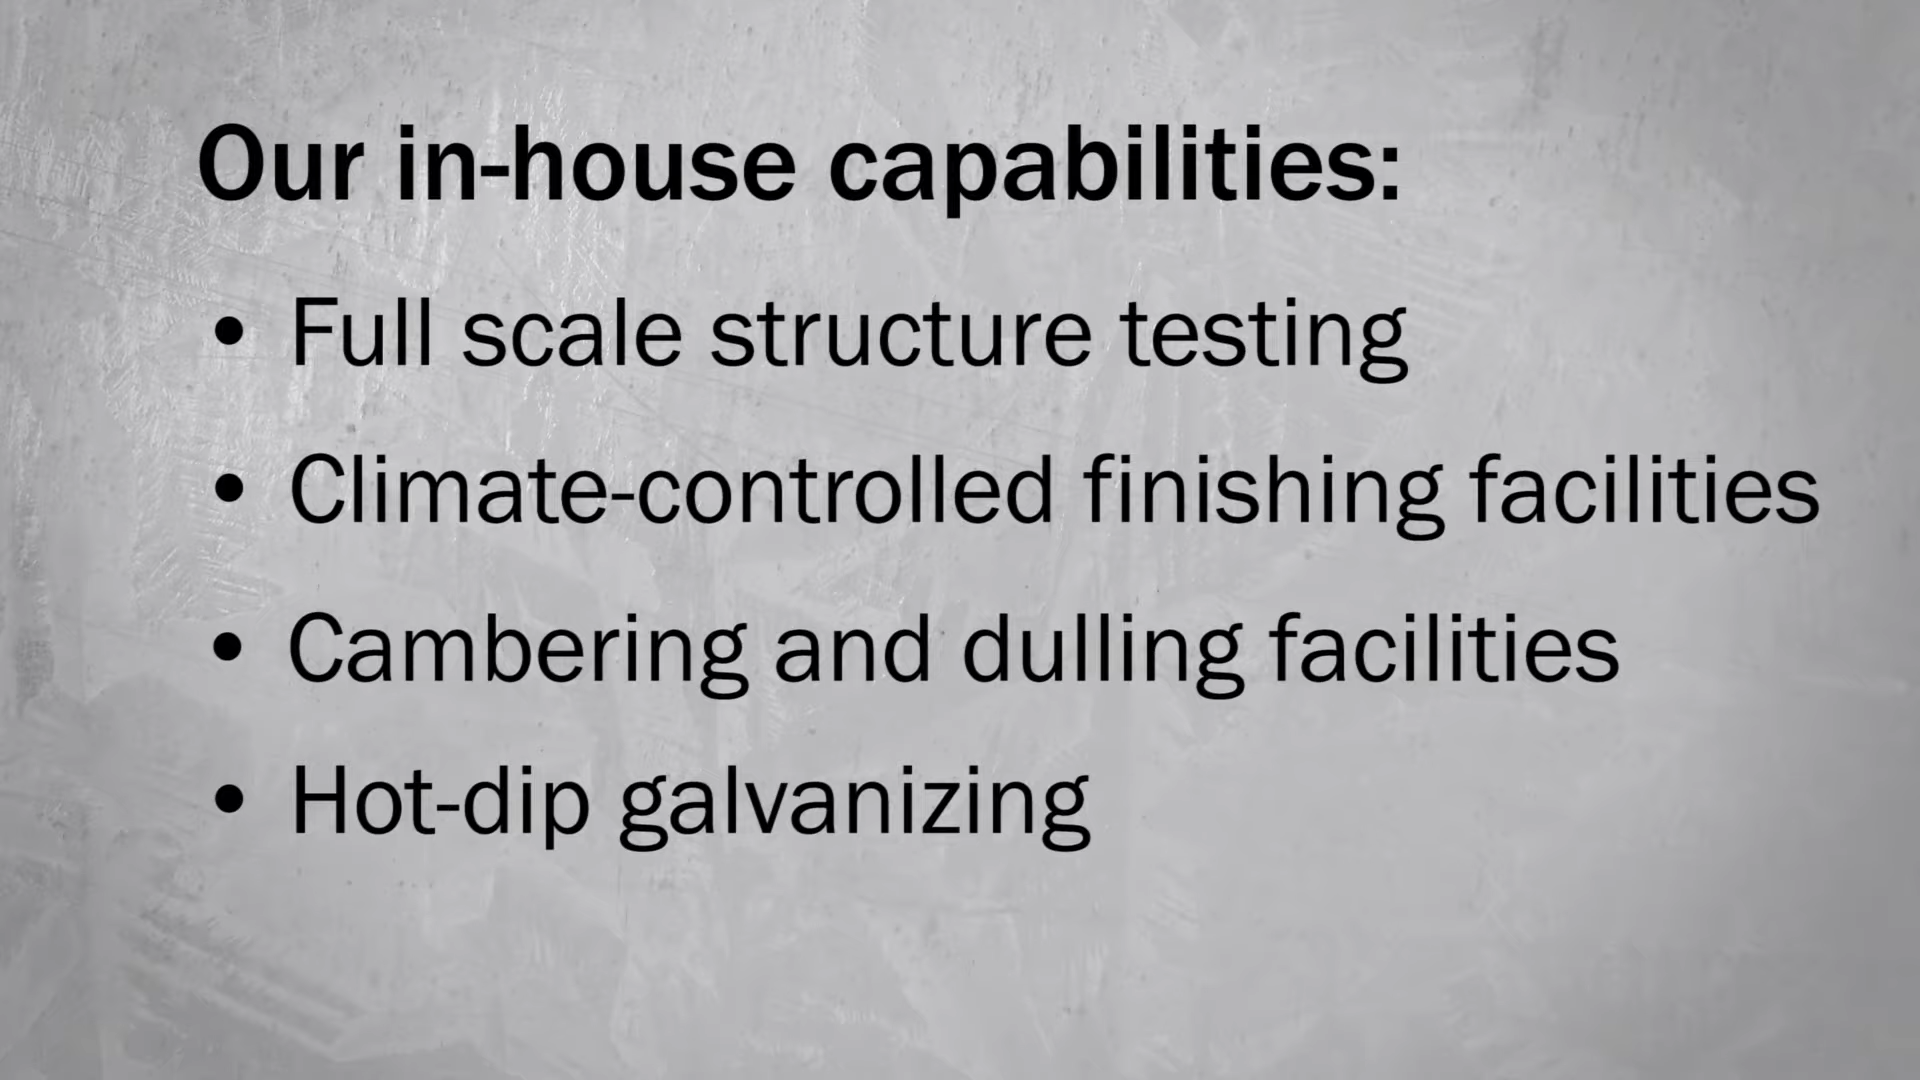 Our in-house capabilities:
• Full scale structure testing
• Climate-controlled finishing facilities
• Cambering and dulling facilities
• Hot-dip galvanizing